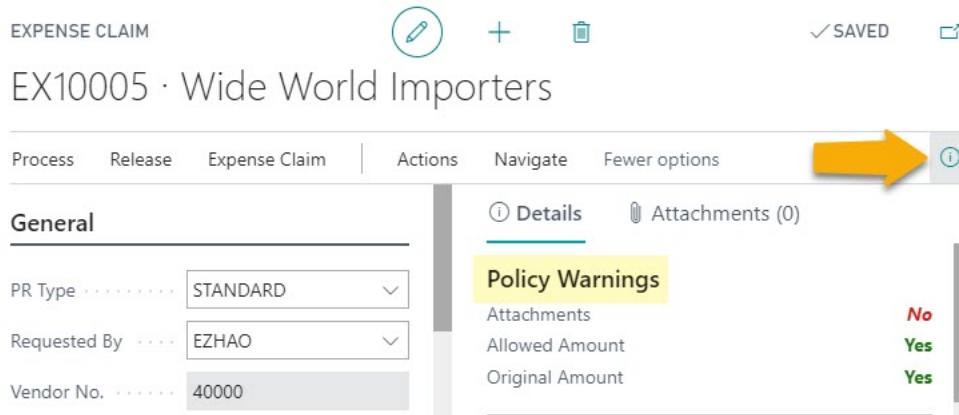 EXPENSE CLAIM
SAVED
EX10005 · Wide World Importers
Process Release Expense Claim Actions Navigate Fewer options
General
PR Type STANDARD
Requested By EZHAO
Vendor No. 40000
Details Attachments (0)
Policy Warnings
Attachments No
Allowed Amount Yes
Original Amount Yes